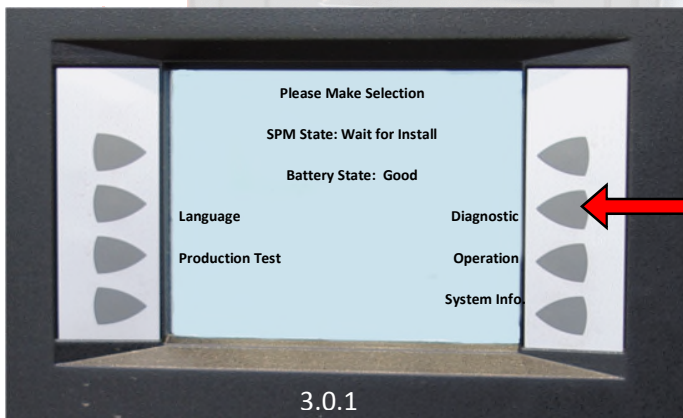 Please Make Selection
SPM State: Wait for Install
Battery State: Good
Language
Diagnostic
Production Test
Operation
System Info.
3.0.1